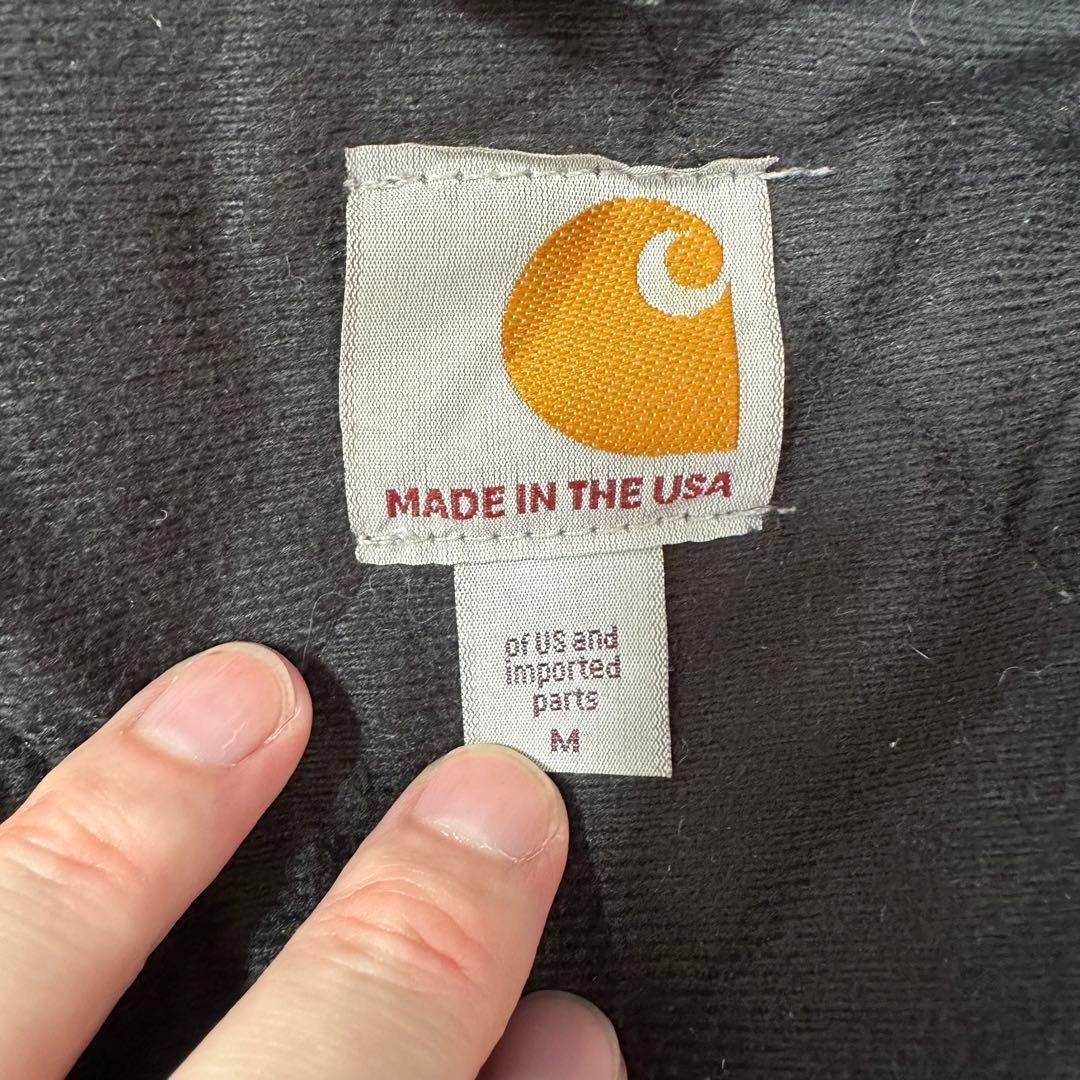 MADE IN THE USA
of US and
imported
parts
M